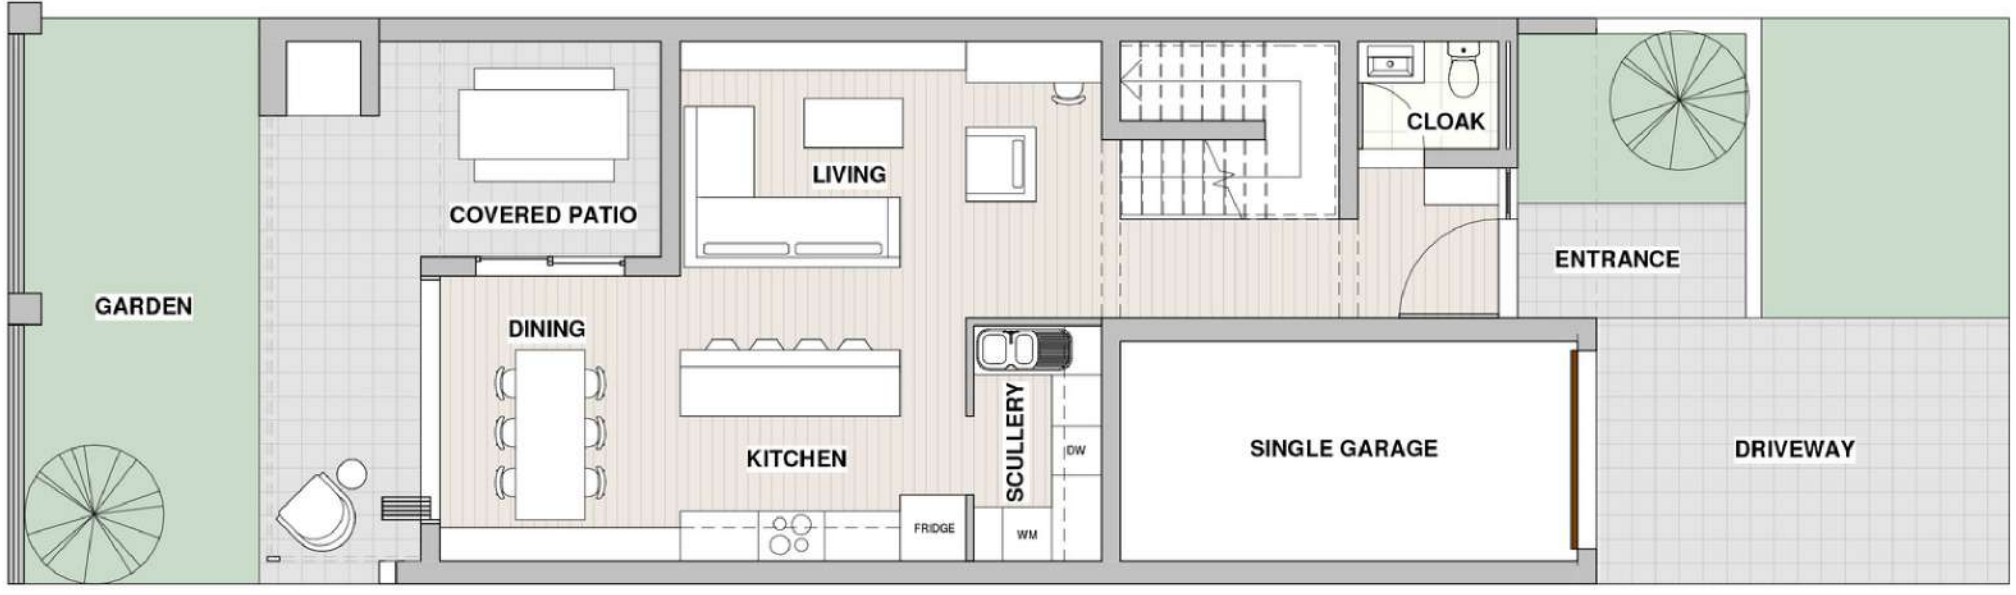 CLOAK
LIVING
COVERED PATIO
ENTRANCE
GARDEN
DINING
SCULLERY
DW
SINGLE GARAGE
DRIVEWAY
KITCHEN
FRIDGE
WM